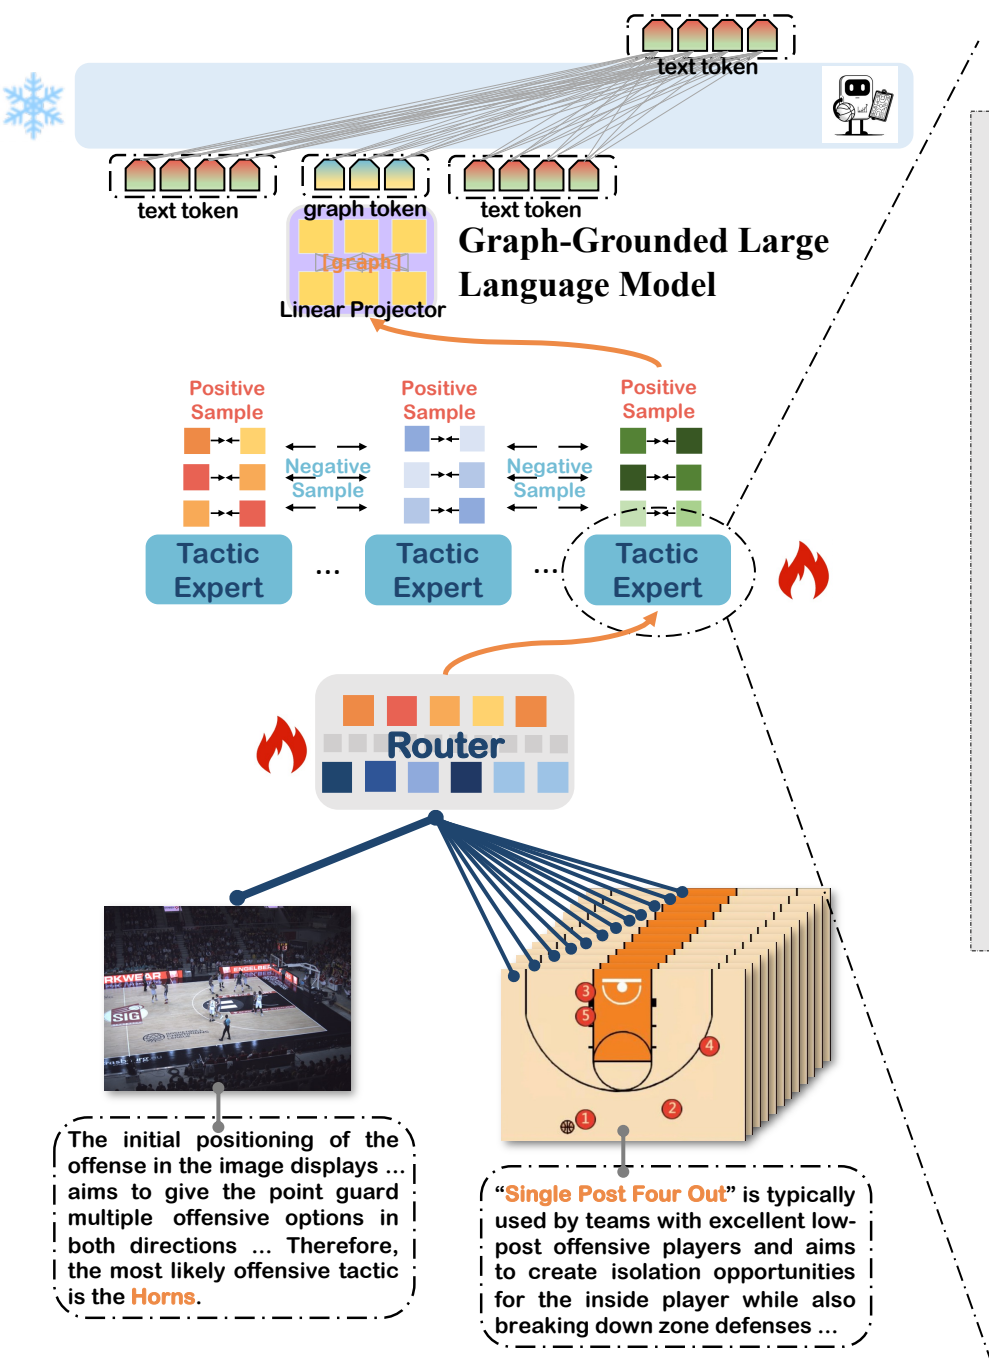 text token
text token
graph token
text token
[graph]
Linear Projector
Graph-Grounded Large
Language Model
Positive
Sample
Positive
Sample
Positive
Sample
Negative
Sample
Negative
Sample
Tactic
Expert
...
Tactic
Expert
...
Tactic
Expert
Router
RKWEAR
ENGELBER
SIG
3
5
4
2
1
The initial positioning of the
offense in the image displays ...
aims to give the point guard
multiple offensive options in
both directions ... Therefore,
the most likely offensive tactic
is the Horns.
“Single Post Four Out” is typically
used by teams with excellent low-
post offensive players and aims
to create isolation opportunities
for the inside player while also
breaking down zone defenses ...